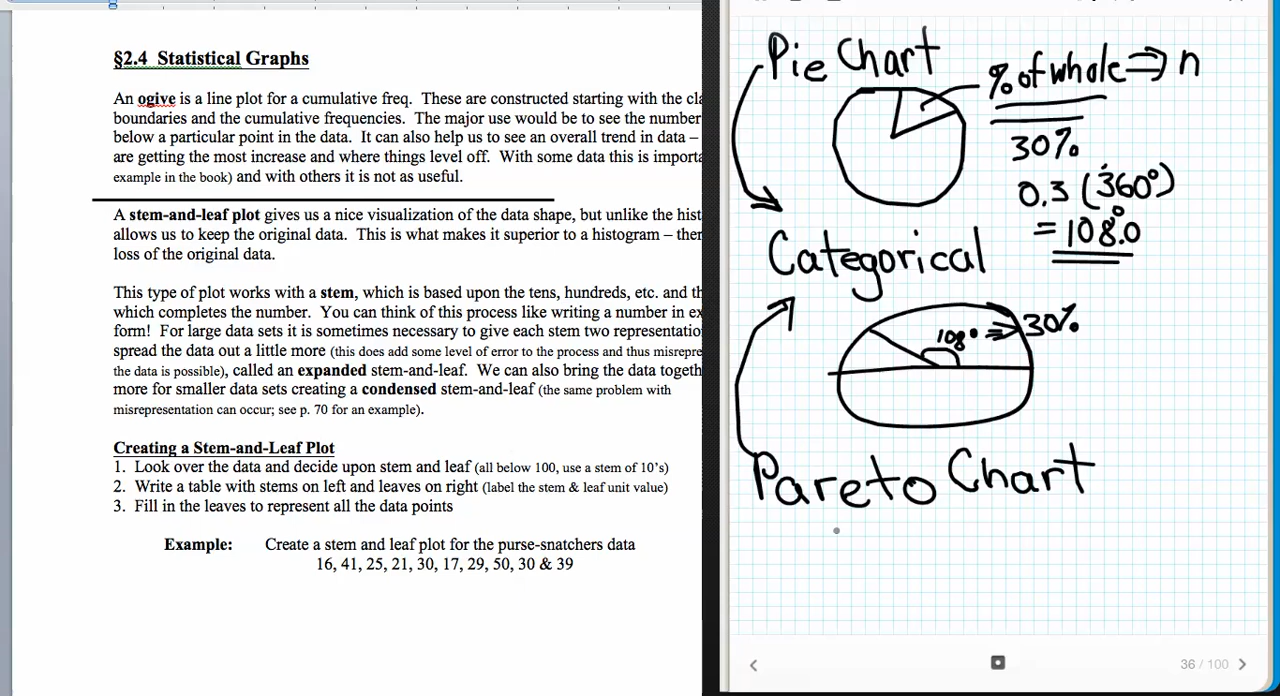 §2.4 Statistical Graphs
An ogive is a line plot for a cumulative freq. These are constructed starting with the cla
boundaries and the cumulative frequencies. The major use would be to see the number
below a particular point in the data. It can also help us to see an overall trend in data –
are getting the most increase and where things level off. With some data this is importa
example in the book) and with others it is not as useful.
A stem-and-leaf plot gives us a nice visualization of the data shape, but unlike the hist
allows us to keep the original data. This is what makes it superior to a histogram – ther
loss of the original data.
This type of plot works with a stem, which is based upon the tens, hundreds, etc. and th
which completes the number. You can think of this process like writing a number in ex
form! For large data sets it is sometimes necessary to give each stem two representatio
spread the data out a little more (this does add some level of error to the process and thus misrepre
the data is possible), called an expanded stem-and-leaf. We can also bring the data togeth
more for smaller data sets creating a condensed stem-and-leaf (the same problem with
misrepresentation can occur; see p. 70 for an example).
Creating a Stem-and-Leaf Plot
1. Look over the data and decide upon stem and leaf (all below 100, use a stem of 10's)
2. Write a table with stems on left and leaves on right (label the stem & leaf unit value)
3. Fill in the leaves to represent all the data points
Example: Create a stem and leaf plot for the purse-snatchers data
16, 41, 25, 21, 30, 17, 29, 50, 30 & 39
Pie Chart
% of whole ⇒ n
30%
0.3 (360°)
= 108.0°
Categorical
108° ⇒ 30%
Pareto Chart
36 / 100